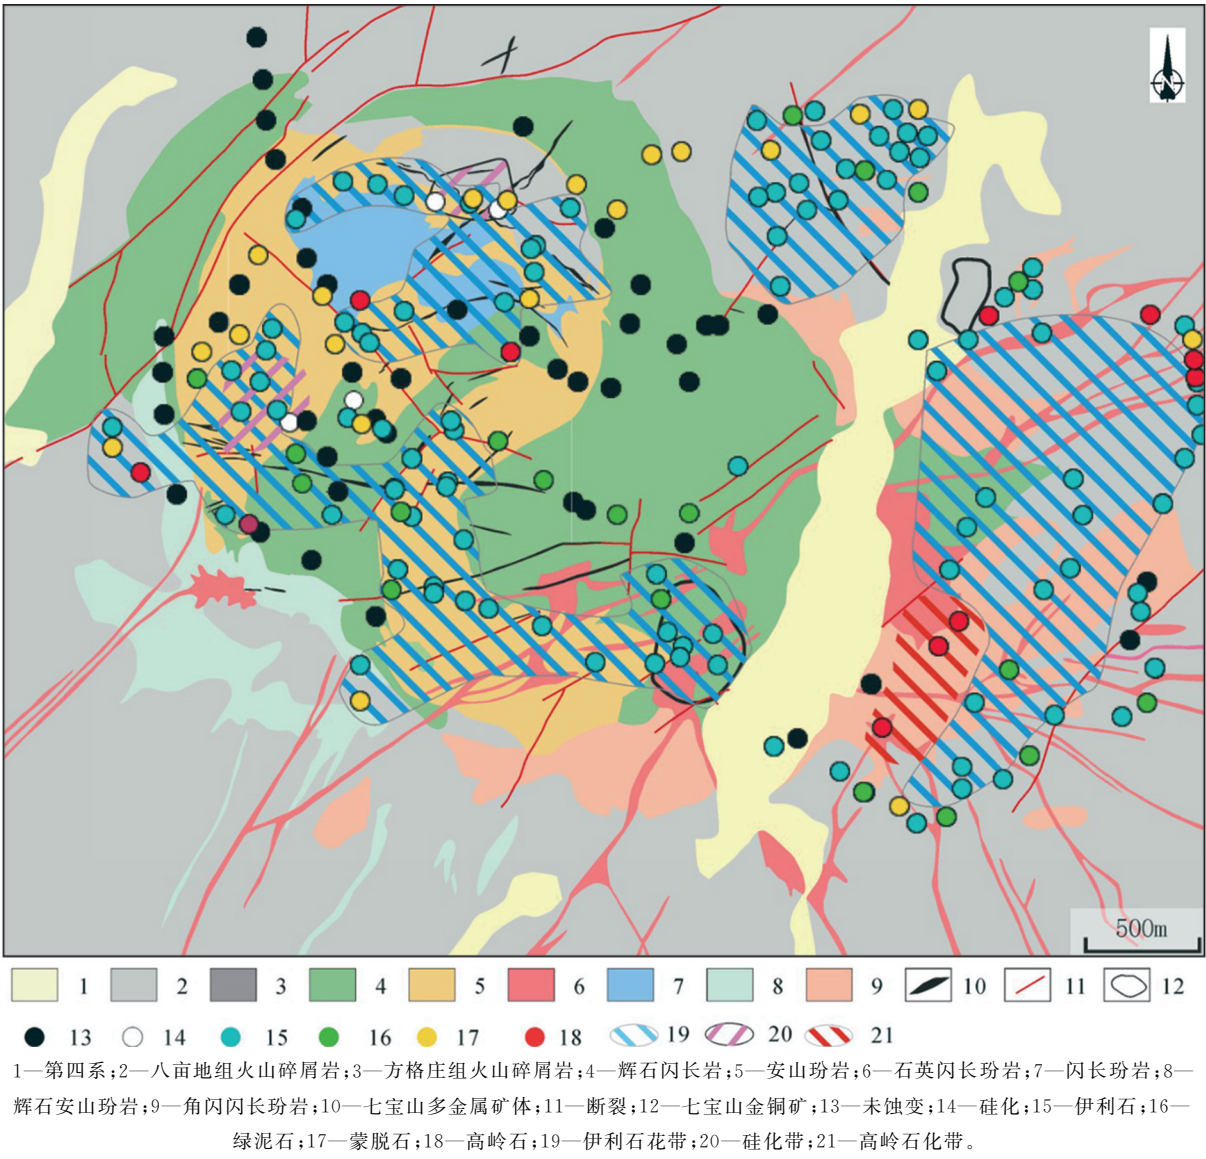 N
500m
1 2 3 4 5 6 7 8 9 10 11 12
13 14 15 16 17 18 19 20 21
1—第四系;2—八亩地组火山碎屑岩;3—方格庄组火山碎屑岩;4—辉石闪长岩;5—安山玢岩;6—石英闪长玢岩;7—闪长玢岩;8—
辉石安山玢岩;9—角闪闪长玢岩;10—七宝山多金属矿体;11—断裂;12—七宝山金铜矿;13—未蚀变;14—硅化;15—伊利石;16—
绿泥石;17—蒙脱石;18—高岭石;19—伊利石花带;20—硅化带;21—高岭石化带。